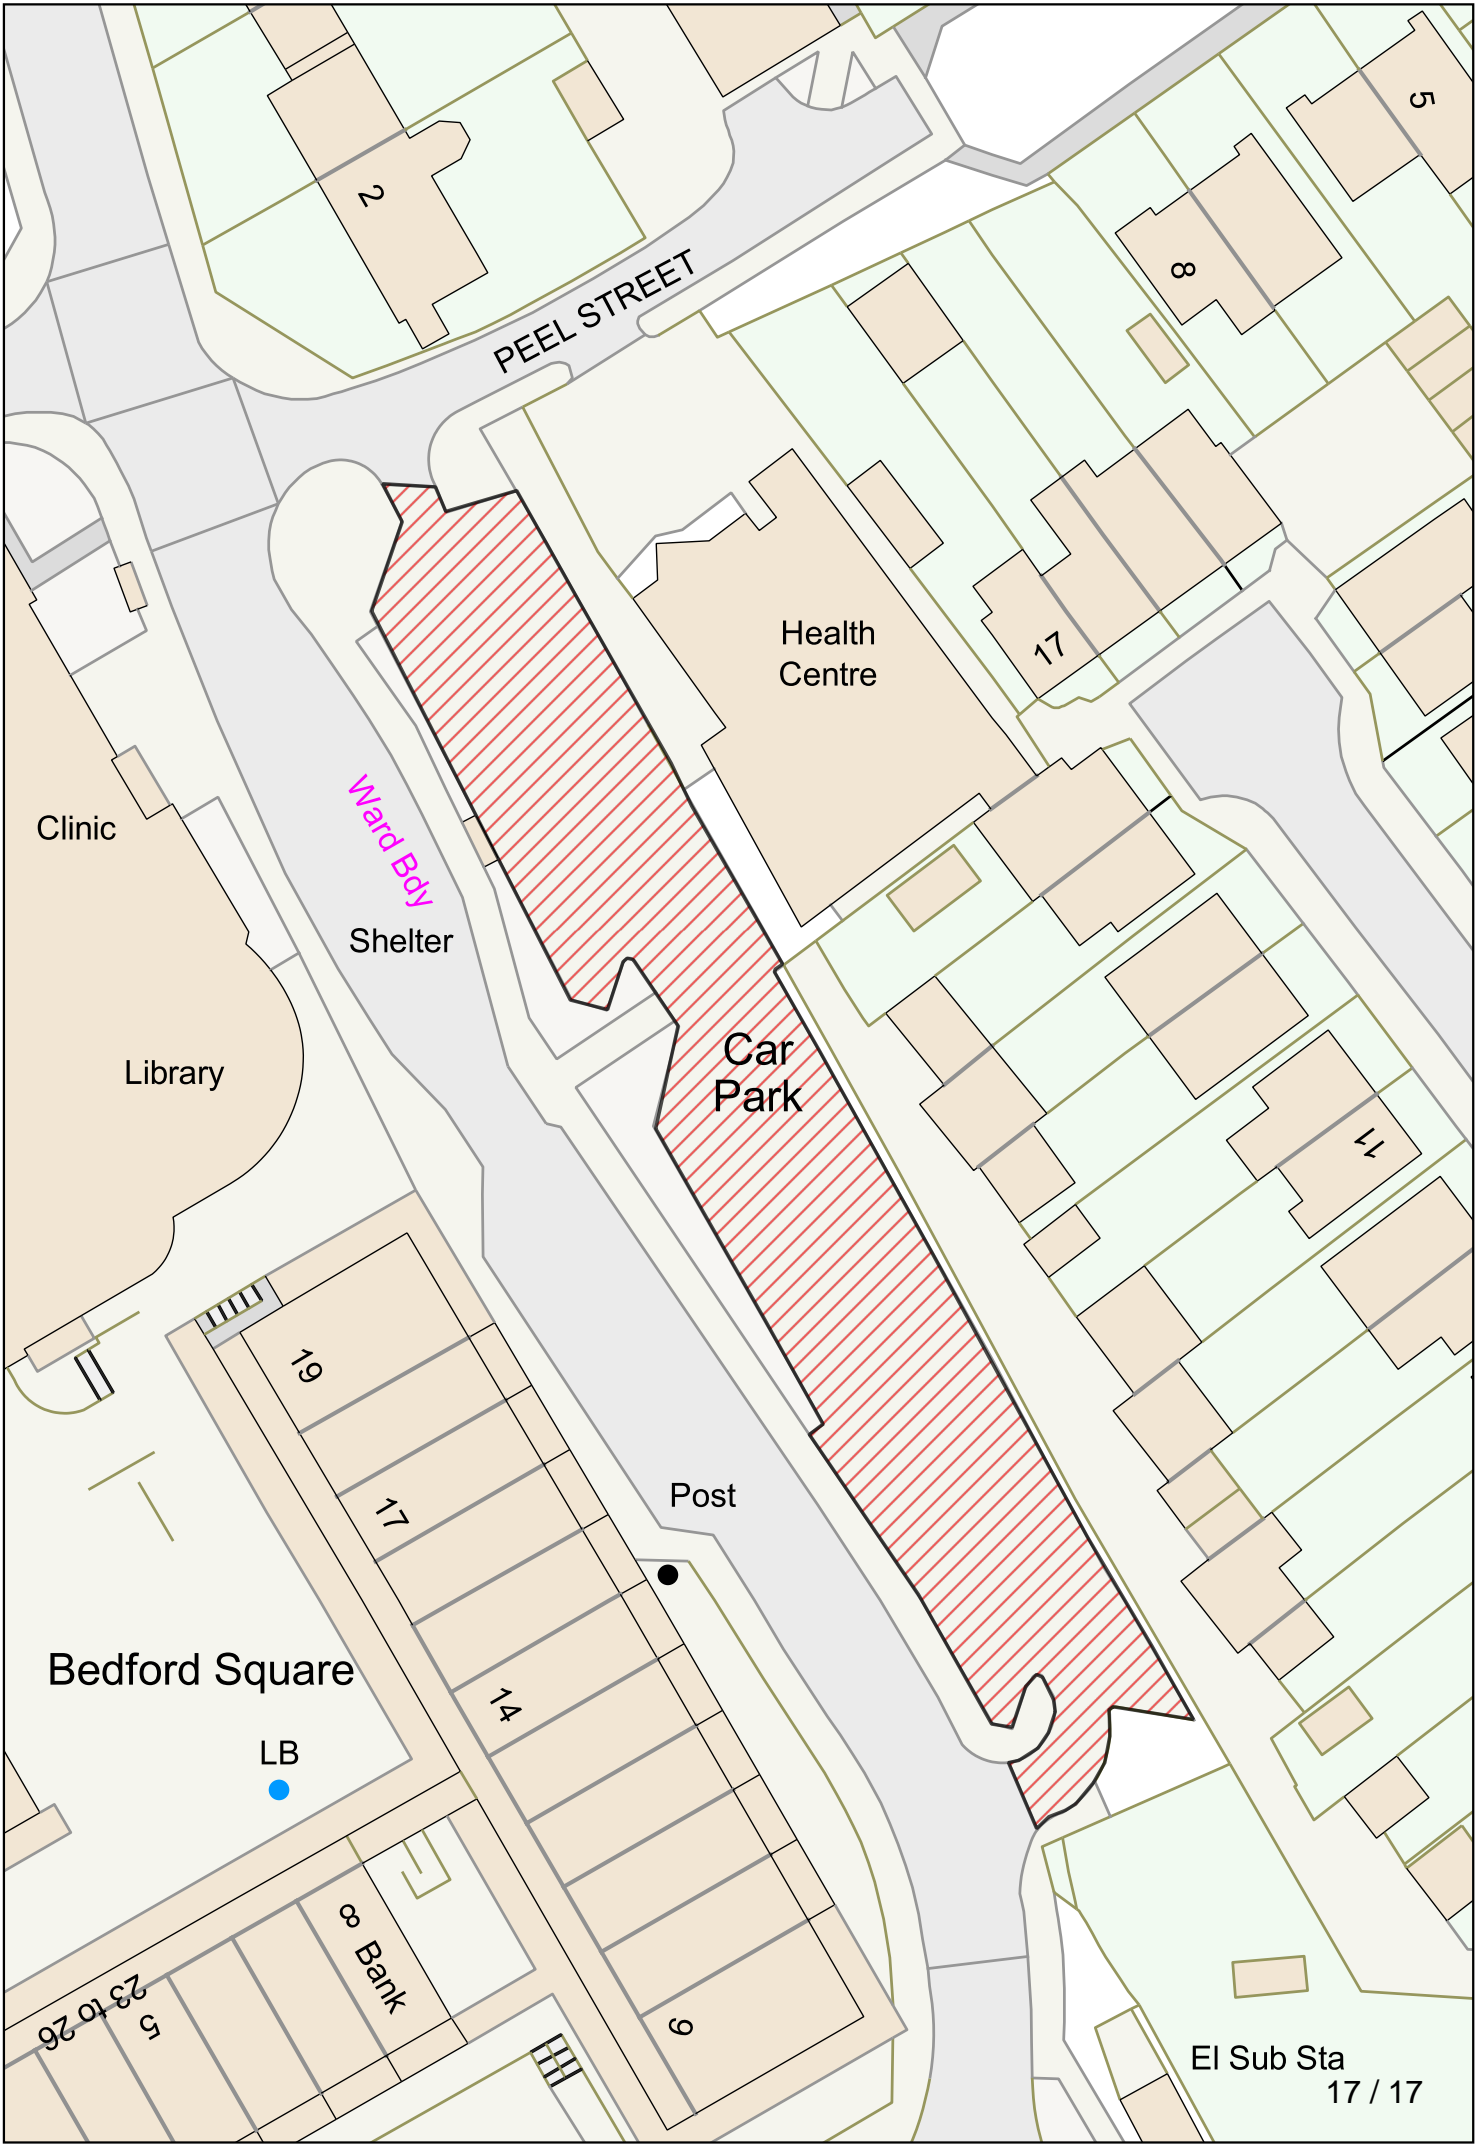 5
2
8
PEEL STREET
Health
Centre
17
Ward Bdy
Clinic
Shelter
Car
Park
Library
11
19
17
Post
Bedford Square
14
LB
8
Bank
23 to 26
5
9
El Sub Sta
17 / 17